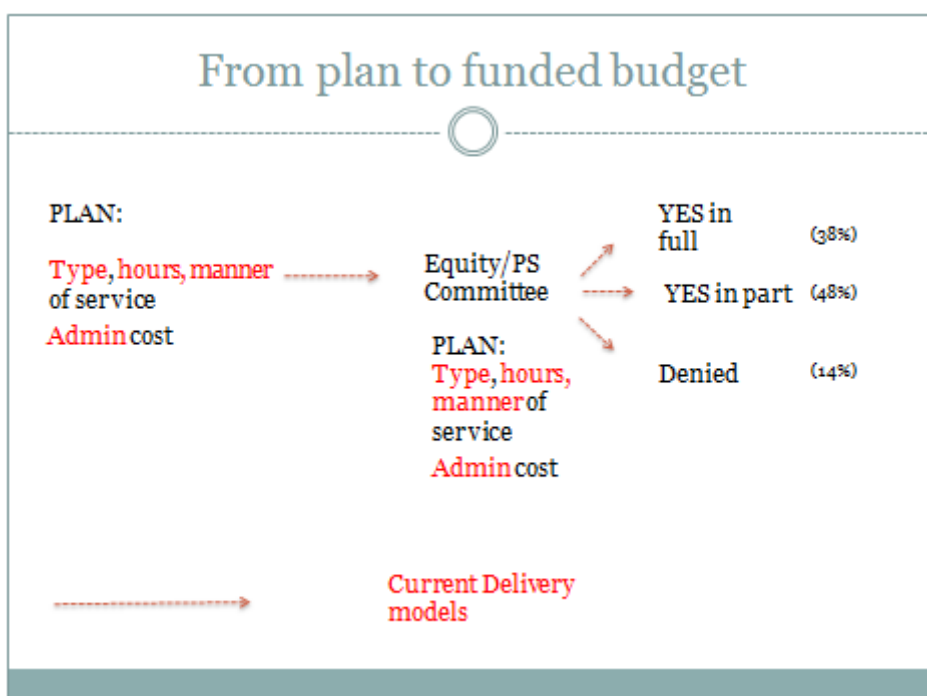 From plan to funded budget
PLAN:
Type, hours, manner
of service
Admin cost
Equity/PS
Committee
PLAN:
Type, hours,
manner of
service
Admin cost
YES in
full
(38%)
YES in part (48%)
Denied (14%)
Current Delivery
models